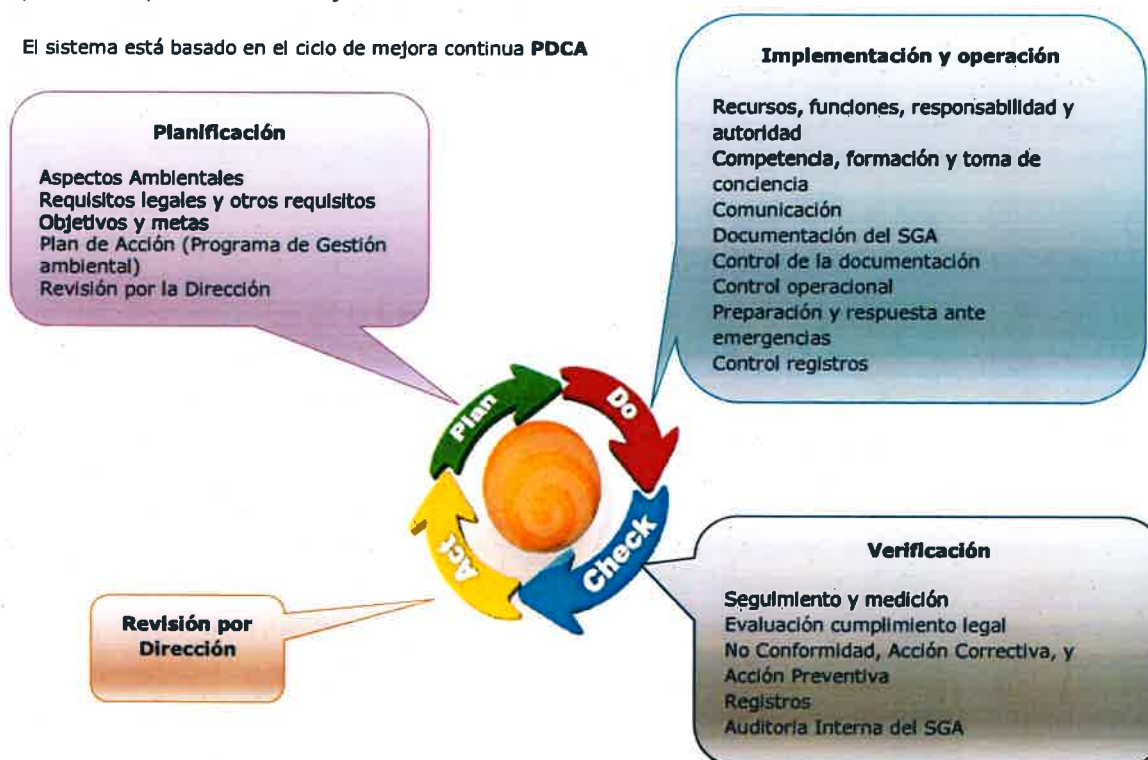 El sistema está basado en el ciclo de mejora continua PDCA
Planificación
Aspectos Ambientales
Requisitos legales y otros requisitos
Objetivos y metas
Plan de Acción (Programa de Gestión
ambiental)
Revisión por la Dirección
Implementación y operación
Recursos, funciones, responsabilidad y
autoridad
Competencia, formación y toma de
conciencia
Comunicación
Documentación del SGA
Control de la documentación
Control operacional
Preparación y respuesta ante
emergencias
Control registros
Plan
Do
Check
Act
Verificación
Seguimiento y medición
Evaluación cumplimiento legal
No Conformidad, Acción Correctiva, y
Acción Preventiva
Registros
Auditoria Interna del SGA
Revisión por
Dirección